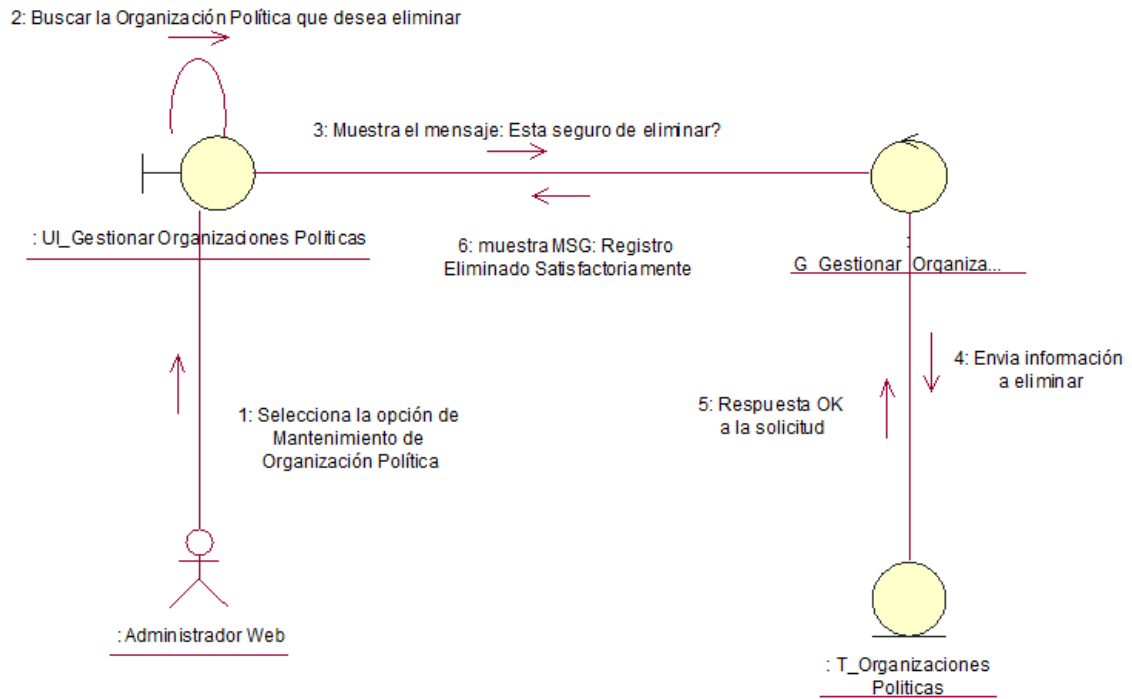 2: Buscar la Organización Política que desea eliminar
3: Muestra el mensaje: Esta seguro de eliminar?
: UI_Gestionar Organizaciones Politicas
6: muestra MSG: Registro
Eliminado Satisfactoriamente
:
G_Gestionar_Organiza...
4: Envia información
a eliminar
5: Respuesta OK
a la solicitud
1: Selecciona la opción de
Mantenimiento de
Organización Política
: Administrador Web
: T_Organizaciones
Politicas